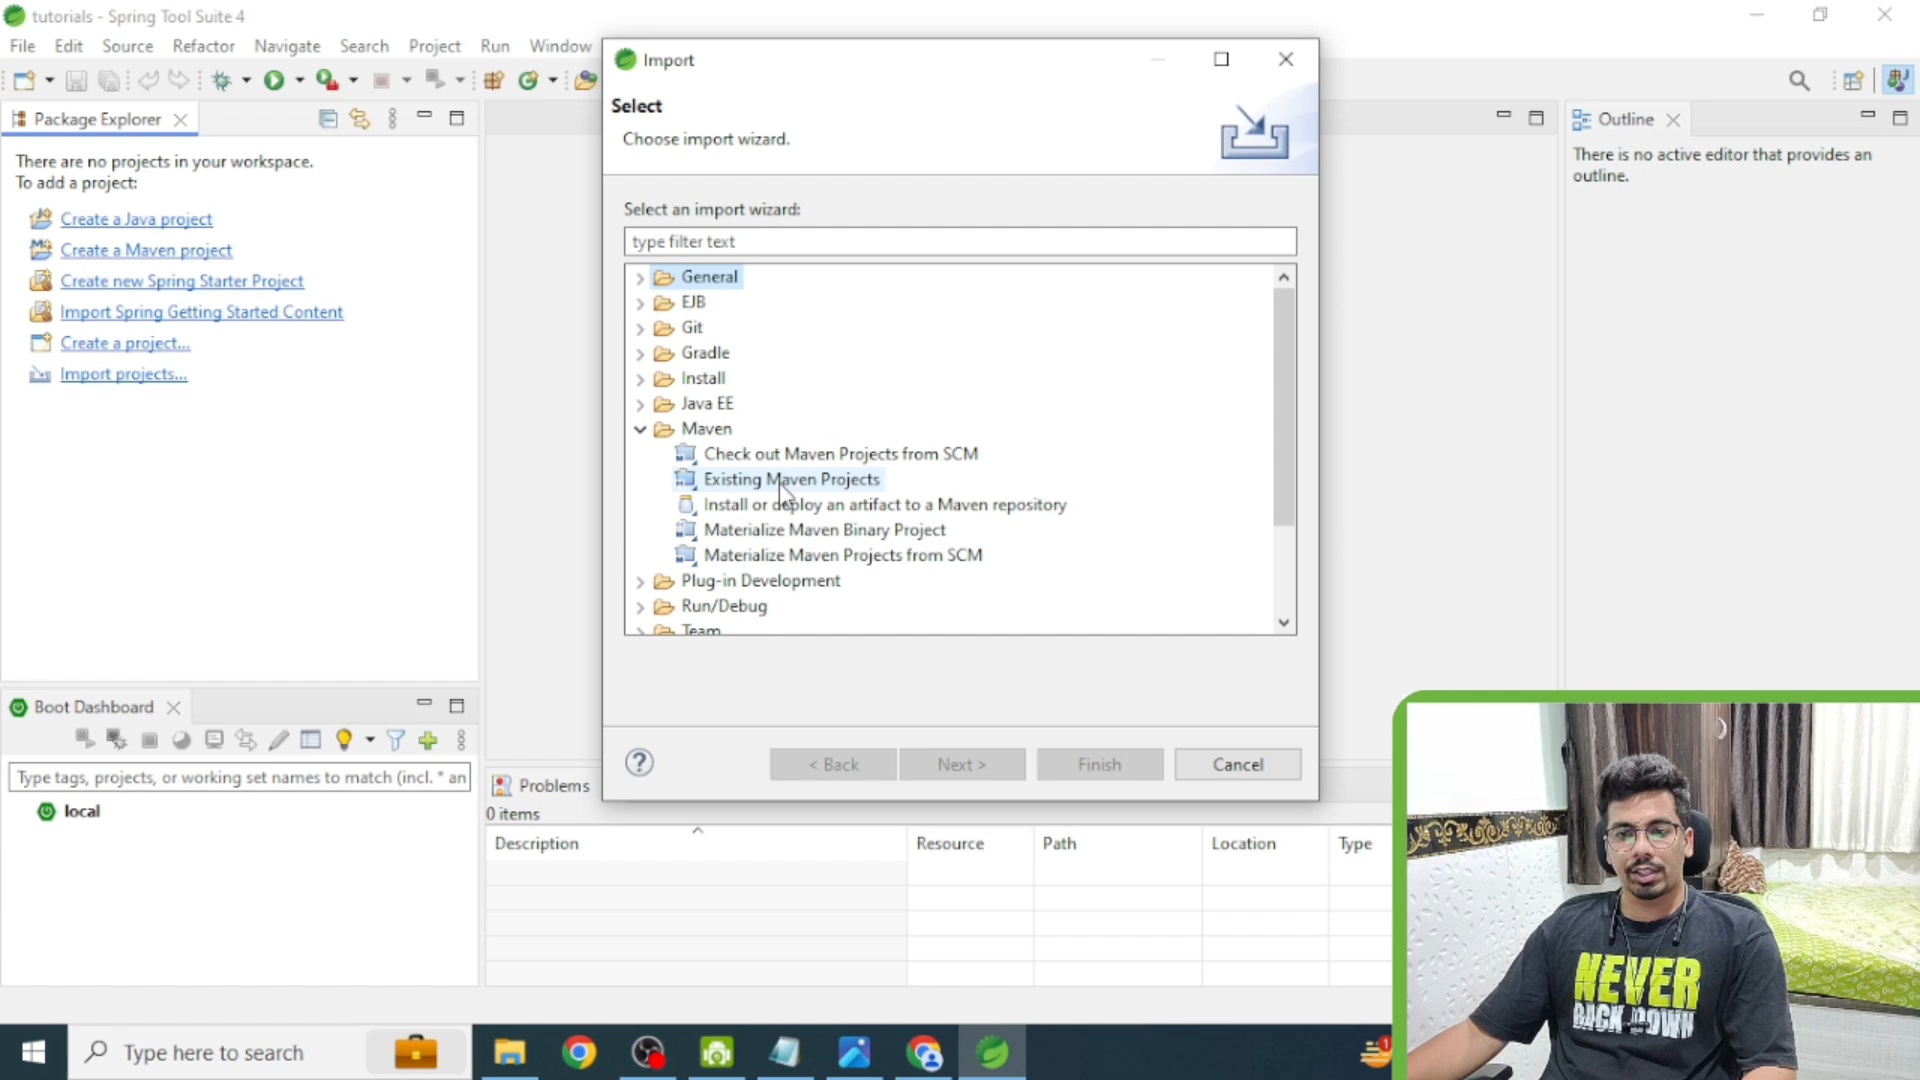 tutorials - Spring Tool Suite 4
File Edit Source Refactor Navigate Search Project Run Window
Package Explorer
There are no projects in your workspace.
To add a project:
Create a Java project
Create a Maven project
Create new Spring Starter Project
Import Spring Getting Started Content
Create a project...
Import projects...
Import
Select
Choose import wizard.
Select an import wizard:
type filter text
General
EJB
Git
Gradle
Install
Java EE
Maven
Check out Maven Projects from SCM
Existing Maven Projects
Install or deploy an artifact to a Maven repository
Materialize Maven Binary Project
Materialize Maven Projects from SCM
Plug-in Development
Run/Debug
Team
?
< Back Next > Finish Cancel
Outline
There is no active editor that provides an
outline.
Boot Dashboard
Type tags, projects, or working set names to match (incl. * an
local
Problems
0 items
Description Resource Path Location Type
Type here to search
1
NEVER
BACK DOWN